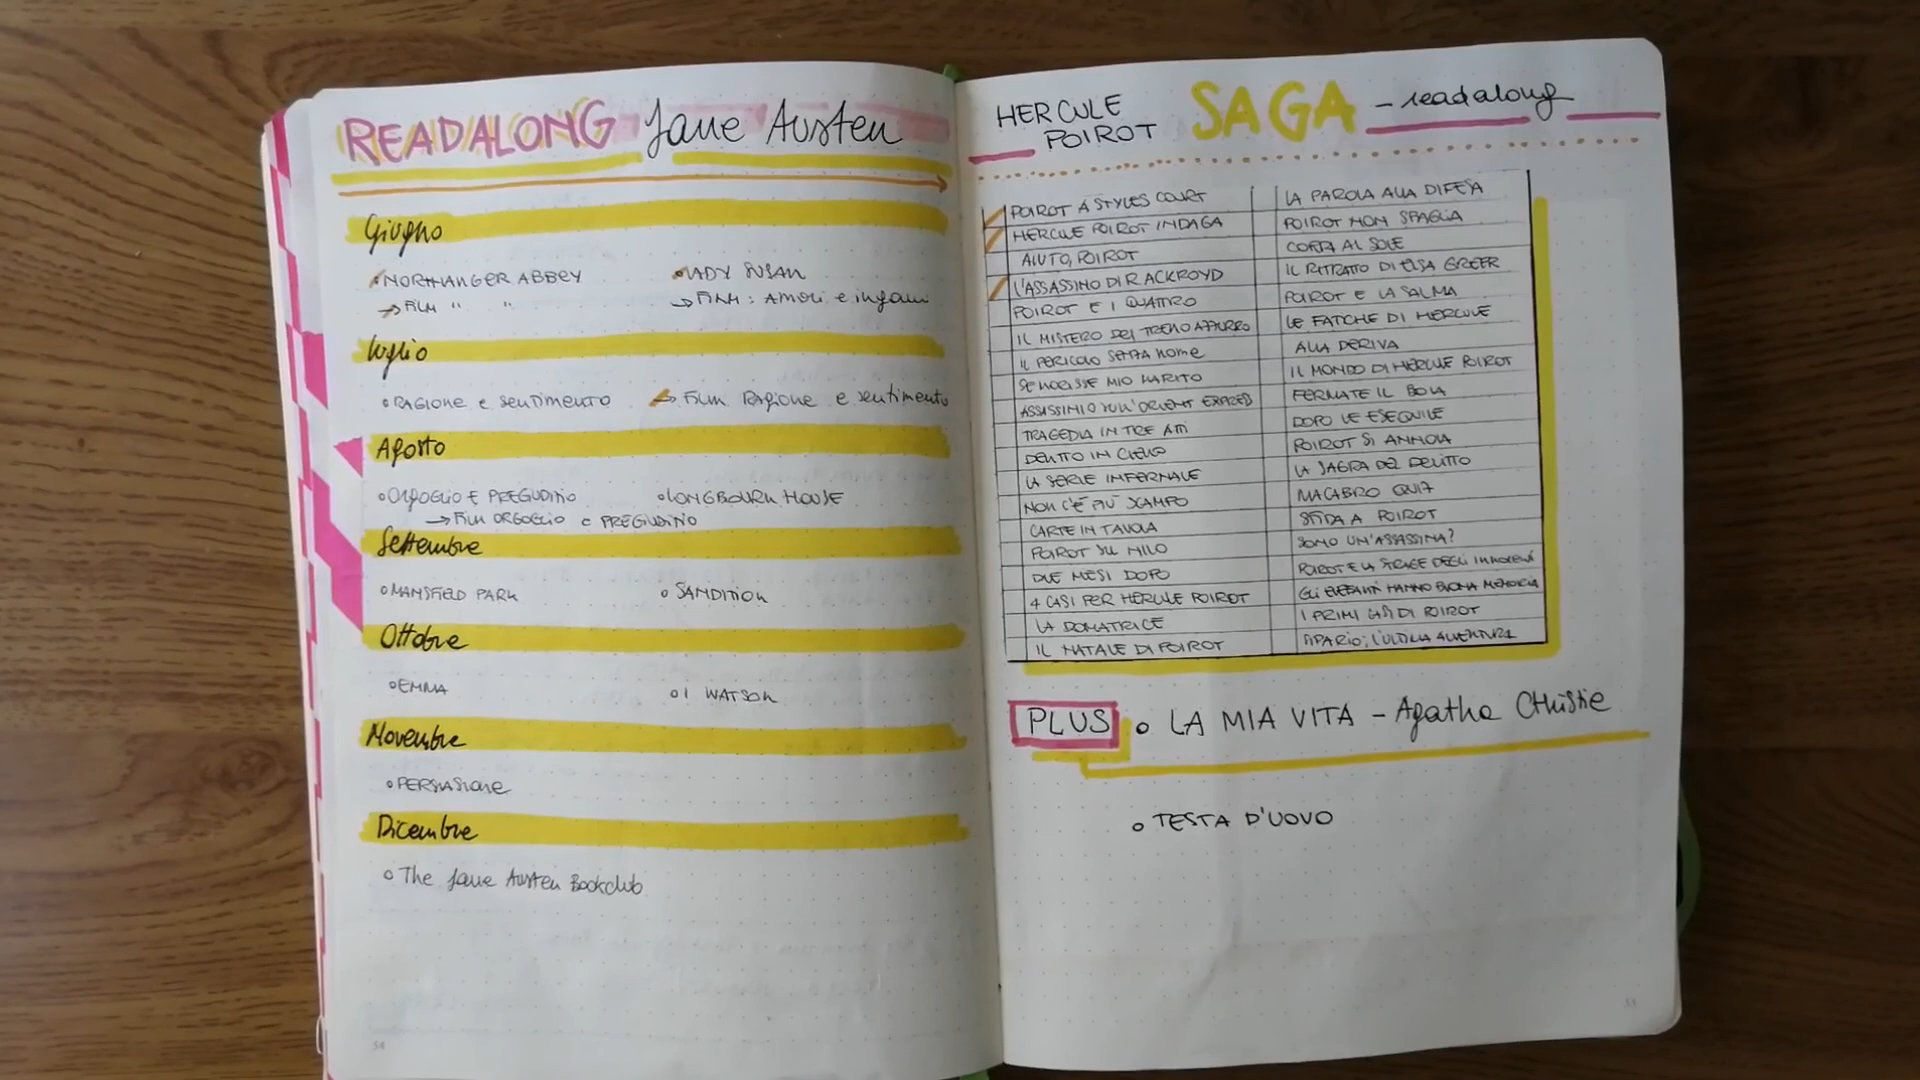 READALONG Jane Austen
Giugno
NORTHANGER ABBEY
LADY SUSAN
→ FILM " "
→ FILM: AMORI e inganni
Luglio
RAGIONE e sentimento
→ FILM RAGIONE e sentimento
Agosto
ORGOGLIO E PREGIUDIZIO
LONGBOURN HOUSE
→ FILM ORGOGLIO e PREGIUDIZIO
Settembre
MANSFIELD PARK
SANDITION
Ottobre
EMMA
I WATSON
Novembre
PERSUASIONE
Dicembre
The Jane Austen Bookclub
54
HERCULE POIROT SAGA - readalong
POIROT A STYLES COURT
HERCULE POIROT INDAGA
AIUTO, POIROT
L'ASSASSINO DI R. ACKROYD
POIROT E I QUATTRO
IL MISTERO DEL TRENO AZZURRO
IL PERICOLO SENZA NOME
SE MORISSE MIO MARITO
ASSASSINIO SULL'ORIENT EXPRESS
TRAGEDIA IN TRE ATTI
DELITTO IN CIELO
LA SERIE INFERNALE
NON C'È PIÙ SCAMPO
CARTE IN TAVOLA
POIROT SUL NILO
DUE MESI DOPO
4 CASI PER HERCULE POIROT
LA DOMATRICE
IL NATALE DI POIROT
LA PAROLA ALLA DIFESA
POIROT NON SBAGLIA
CORPI AL SOLE
IL RITRATTO DI ELSA GREER
POIROT E LA SALMA
LE FATICHE DI HERCULE
ALLA DERIVA
IL MONDO DI HERCULE POIROT
FERMATE IL BOIA
DOPO LE ESEQUIE
POIROT SI ANNOIA
LA SAGRA DEL DELITTO
MACABRO QUIZ
SFIDA A POIROT
SONO UN'ASSASSINA?
POIROT E LA STRAGE DEGLI INNOCENTI
GLI ELEFANTI HANNO BUONA MEMORIA
I PRIMI CASI DI POIROT
SIPARIO, L'ULTIMA AVVENTURA
PLUS
LA MIA VITA - Agatha Christie
TESTA D'UOVO